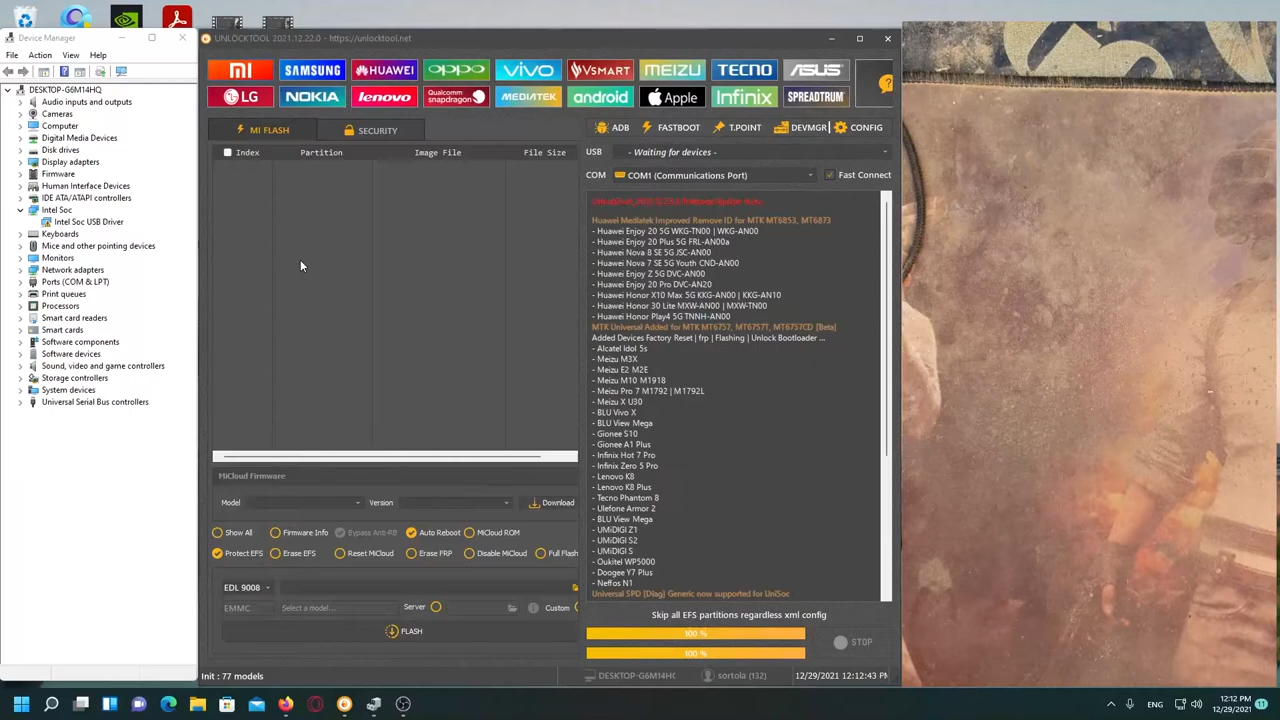 Device Manager
File Action View Help
DESKTOP-G6M14HQ
Audio inputs and outputs
Cameras
Computer
Digital Media Devices
Disk drives
Display adapters
Firmware
Human Interface Devices
IDE ATA/ATAPI controllers
Intel Soc
Intel Soc USB Driver
Keyboards
Mice and other pointing devices
Monitors
Network adapters
Ports (COM & LPT)
Print queues
Processors
Smart card readers
Smart cards
Software components
Software devices
Sound, video and game controllers
Storage controllers
System devices
Universal Serial Bus controllers
UNLOCKTOOL 2021.12.22.0 - https://unlocktool.net
MI SAMSUNG HUAWEI OPPO VIVO VSMART MEIZU TECNO ASUS
LG NOKIA lenovo Qualcomm snapdragon MEDIATEK android Apple Infinix SPREADTRUM
MI FLASH SECURITY
Index Partition Image File File Size
MiCloud Firmware
Model Version Download
Show All Firmware Info Bypass Anti-RB Auto Reboot MiCloud ROM
Protect EFS Erase EFS Reset MiCloud Erase FRP Disable MiCloud Full Flash
EDL 9008
EMMC Select a model... Server Custom
FLASH
Init : 77 models
ADB FASTBOOT T.POINT DEVMGR CONFIG
USB - Waiting for devices -
COM COM1 (Communications Port) Fast Connect
Huawei Mediatek Improved Remove ID for MTK MT6853, MT6873
- Huawei Enjoy 20 5G WKG-TN00 | WKG-AN00
- Huawei Enjoy 20 Plus 5G FRL-AN00a
- Huawei Nova 8 SE 5G JSC-AN00
- Huawei Nova 7 SE 5G Youth CND-AN00
- Huawei Enjoy Z 5G DVC-AN00
- Huawei Enjoy 20 Pro DVC-AN20
- Huawei Honor X10 Max 5G KKG-AN00 | KKG-AN10
- Huawei Honor 30 Lite MXW-AN00 | MXW-TN00
- Huawei Honor Play4 5G TNNH-AN00
MTK Universal Added for MTK MT6757, MT6757T, MT6757CD [Beta]
Added Devices Factory Reset | frp | Flashing | Unlock Bootloader ...
- Alcatel Idol 5s
- Meizu M3X
- Meizu E2 M2E
- Meizu M10 M1918
- Meizu Pro 7 M1792 | M1792L
- Meizu X U30
- BLU Vivo X
- BLU View Mega
- Gionee S10
- Gionee A1 Plus
- Infinix Hot 7 Pro
- Infinix Zero 5 Pro
- Lenovo K8
- Lenovo K8 Plus
- Tecno Phantom 8
- Ulefone Armor 2
- BLU View Mega
- UMiDIGI Z1
- UMiDIGI S2
- UMiDIGI S
- Oukitel WP5000
- Doogee Y7 Plus
- Neffos N1
Universal SPD [Diag] Generic now supported for UniSoc
Skip all EFS partitions regardless xml config
100 %
100 %
STOP
DESKTOP-G6M14HQ sortola (132) 12/29/2021 12:12:43
ENG 12:12 PM
12/29/2021 11